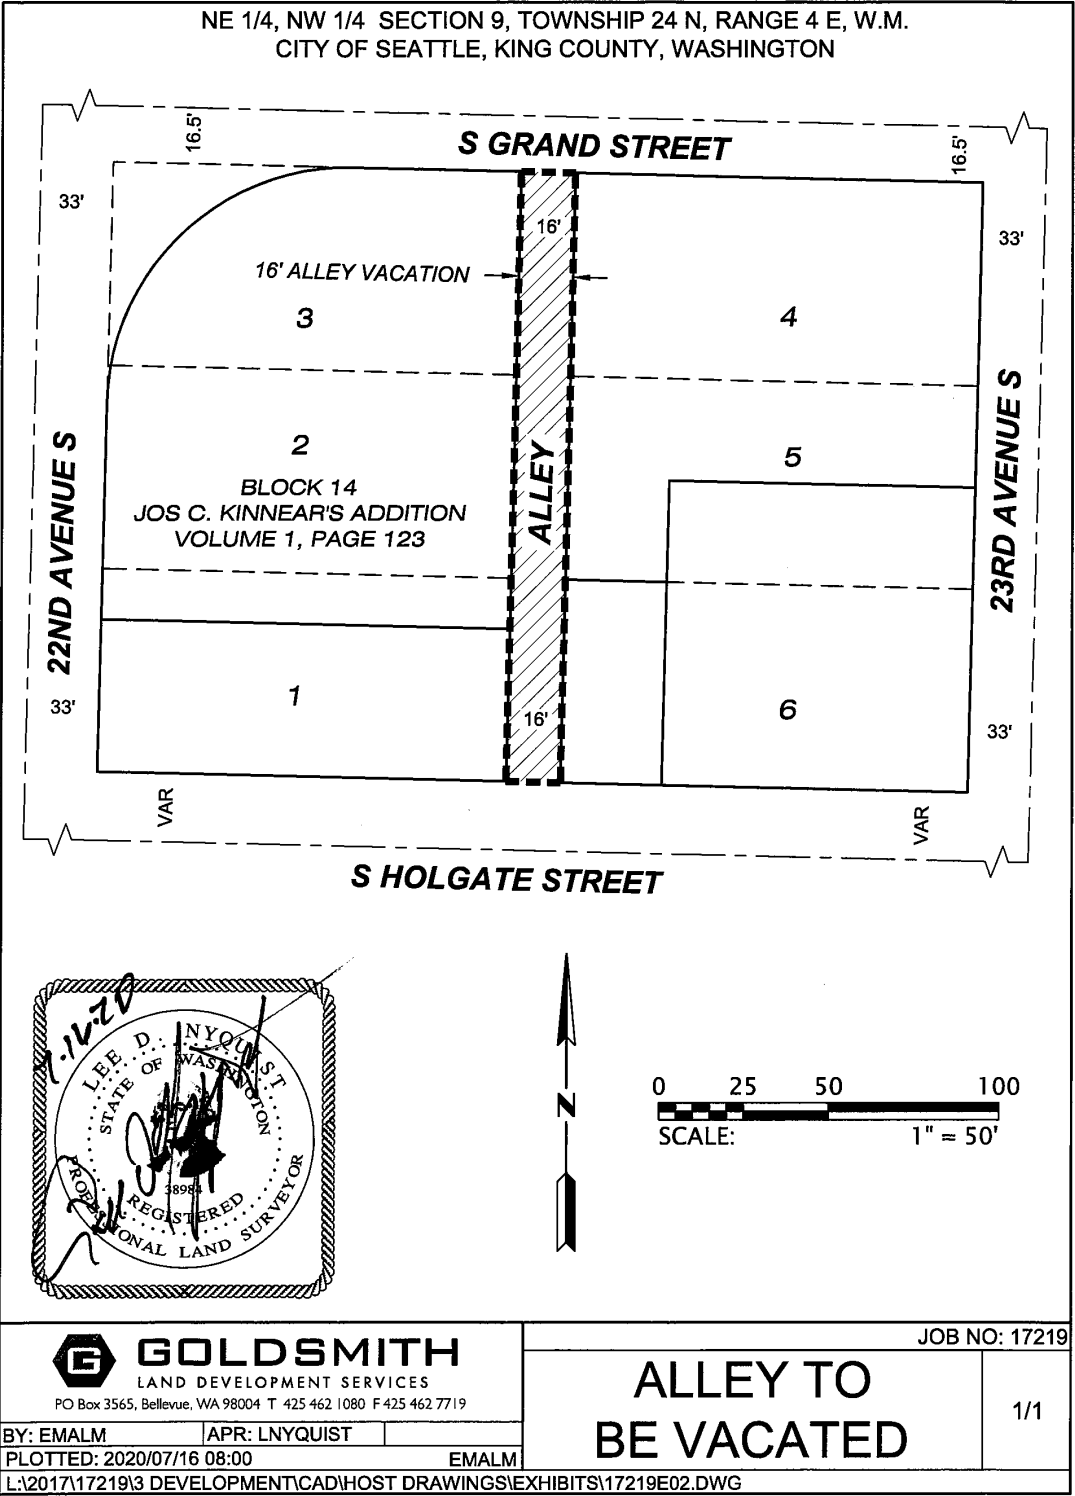 NE 1/4, NW 1/4 SECTION 9, TOWNSHIP 24 N, RANGE 4 E, W.M.
CITY OF SEATTLE, KING COUNTY, WASHINGTON
16.5'
S GRAND STREET
16.5'
33'
33'
16'
16' ALLEY VACATION
3
4
22ND AVENUE S
2
BLOCK 14
JOS C. KINNEAR'S ADDITION
VOLUME 1, PAGE 123
ALLEY
5
23RD AVENUE S
33'
1
16'
6
33'
VAR
VAR
S HOLGATE STREET
7-16-20
LEE D. NYQUIST
STATE OF WASHINGTON
38984
REGISTERED
PROFESSIONAL LAND SURVEYOR
N
0 25 50 100
SCALE: 1" = 50'
G GOLDSMITH
LAND DEVELOPMENT SERVICES
PO Box 3565, Bellevue, WA 98004 T 425 462 1080 F 425 462 7719
BY: EMALM APR: LNYQUIST
PLOTTED: 2020/07/16 08:00 EMALM
L:\2017\17219\3 DEVELOPMENT\CAD\HOST DRAWINGS\EXHIBITS\17219E02.DWG
JOB NO: 17219
ALLEY TO
BE VACATED
1/1